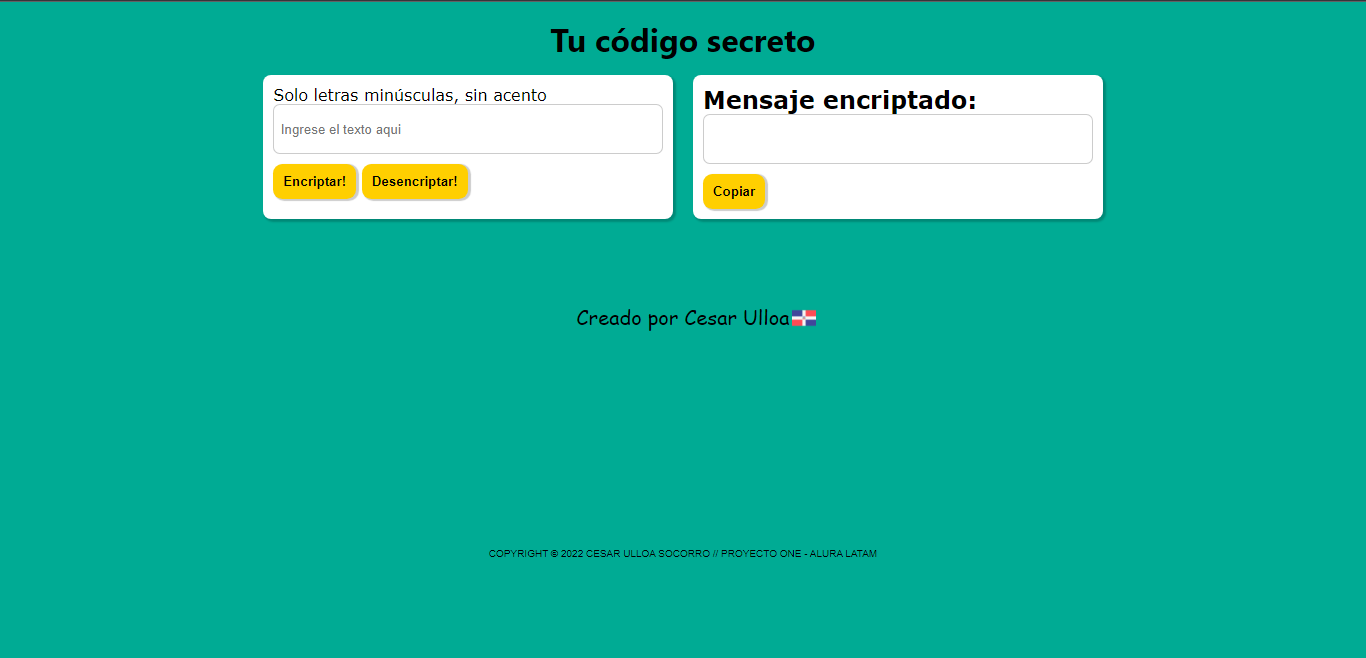 Tu código secreto
Solo letras minúsculas, sin acento
Ingrese el texto aqui
Encriptar! Desencriptar!
Mensaje encriptado:
Copiar
Creado por Cesar Ulloa
COPYRIGHT © 2022 CESAR ULLOA SOCORRO // PROYECTO ONE - ALURA LATAM